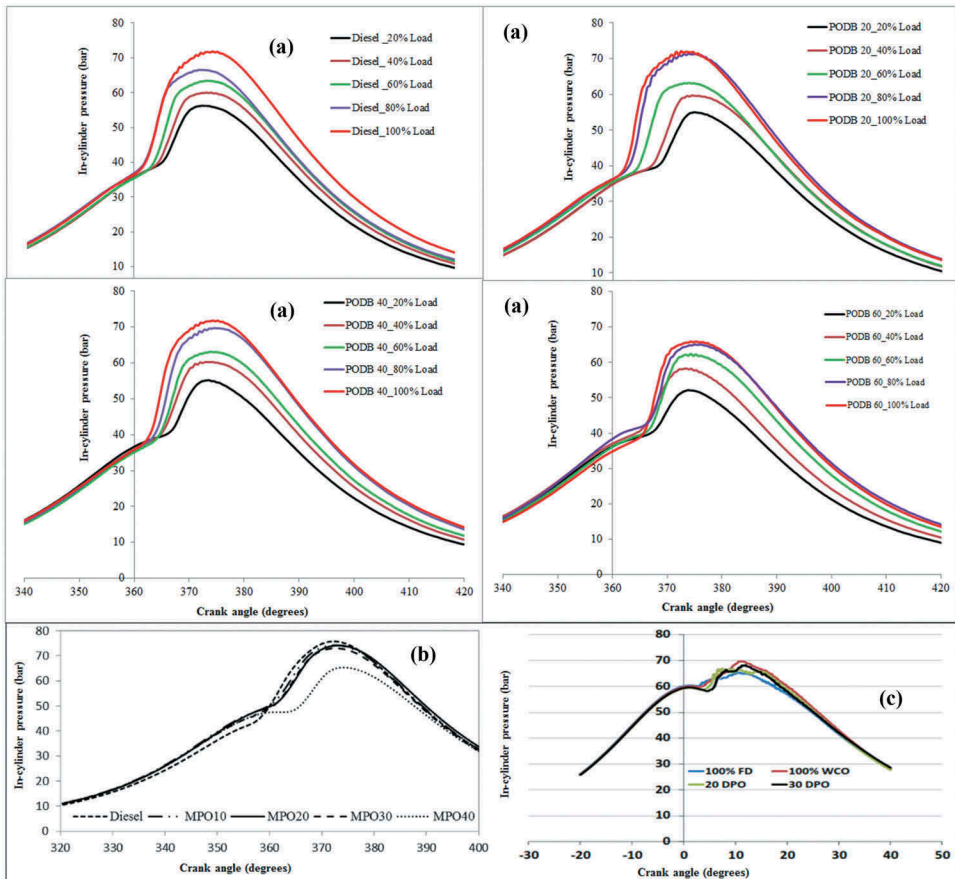 In-cylinder pressure (bar)
80
70
60
50
40
30
20
10
(a)
Diesel _20% Load
Diesel_ 40% Load
Diesel_60% Load
Diesel_80% Load
Diesel_100% Load
In-cylinder pressure (bar)
80
70
60
50
40
30
20
10
(a)
PODB 20_20% Load
PODB 20_40% Load
PODB 20_60% Load
PODB 20_80% Load
PODB 20_100% Load
In-cylinder pressure (bar)
80
70
60
50
40
30
20
10
0
(a)
PODB 40_20% Load
PODB 40_40% Load
PODB 40_60% Load
PODB 40_80% Load
PODB 40_100% Load
340 350 360 370 380 390 400 410 420
Crank angle (degrees)
In-cylinder pressure (bar)
80
70
60
50
40
30
20
10
0
(a)
PODB 60_20% Load
PODB 60_40% Load
PODB 60_60% Load
PODB 60_80% Load
PODB 60_100% Load
340 350 360 370 380 390 400 410 420
Crank angle (degrees)
In-cylinder pressure (bar)
80
70
60
50
40
30
20
10
0
(b)
Diesel MPO10 MPO20 MPO30 MPO40
320 330 340 350 360 370 380 390 400
Crank angle (degrees)
In-cylinder pressure (bar)
80
70
60
50
40
30
20
10
0
(c)
100% FD 100% WCO
20 DPO 30 DPO
-30 -20 -10 0 10 20 30 40 50
Crank angle (degrees)